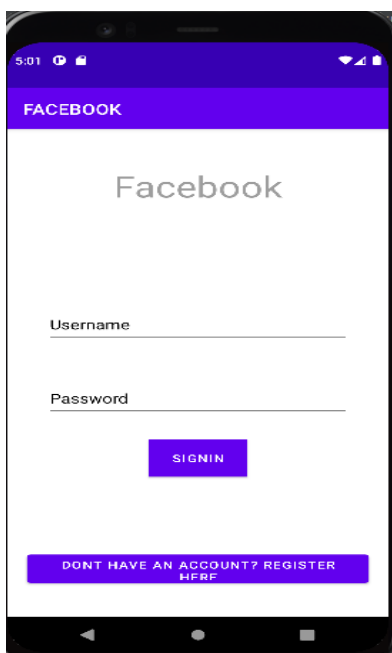 5:01
FACEBOOK
Facebook
Username
Password
SIGNIN
DONT HAVE AN ACCOUNT? REGISTER
HERE